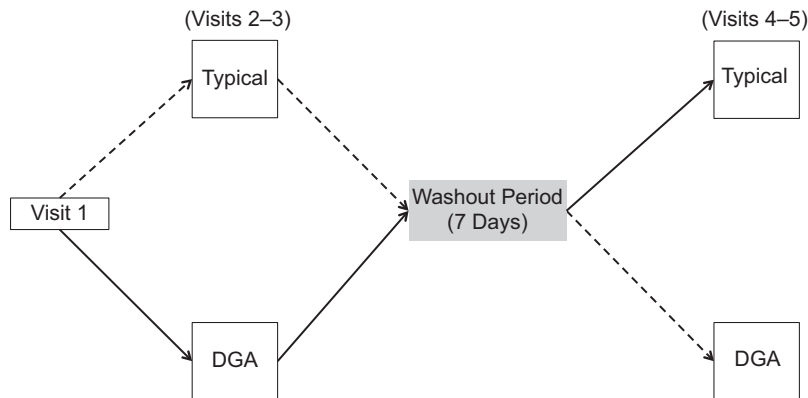 (Visits 2–3)
(Visits 4–5)
Typical
Typical
Visit 1
Washout Period
(7 Days)
DGA
DGA